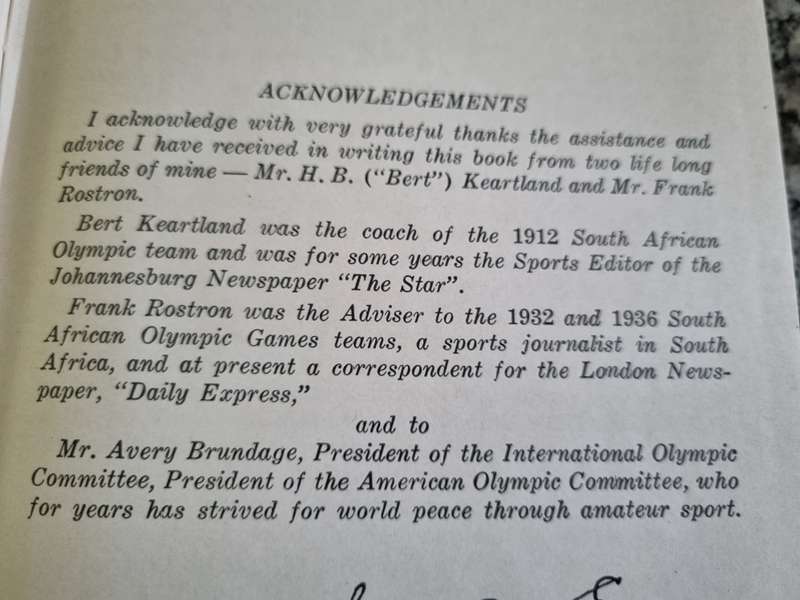 ACKNOWLEDGEMENTS
I acknowledge with very grateful thanks the assistance and
advice I have received in writing this book from two life long
friends of mine — Mr. H. B. ("Bert") Keartland and Mr. Frank
Rostron.
Bert Keartland was the coach of the 1912 South African
Olympic team and was for some years the Sports Editor of the
Johannesburg Newspaper "The Star".
Frank Rostron was the Adviser to the 1932 and 1936 South
African Olympic Games teams, a sports journalist in South
Africa, and at present a correspondent for the London News-
paper, "Daily Express,"
and to
Mr. Avery Brundage, President of the International Olympic
Committee, President of the American Olympic Committee, who
for years has strived for world peace through amateur sport.